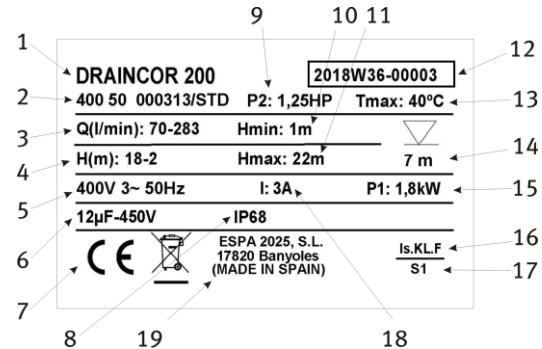 9 10 11
1 DRAINCOR 200 2018W36-00003 12
2 400 50 000313/STD P2: 1,25HP Tmax: 40ºC 13
3 Q(l/min): 70-283 Hmin: 1m
4 H(m): 18-2 Hmax: 22m 7 m 14
5 400V 3~ 50Hz I: 3A P1: 1,8kW 15
6 12µF-450V IP68
7 CE ESPA 2025, S.L. Is.KL.F 16
17820 Banyoles S1 17
(MADE IN SPAIN)
8 19 18